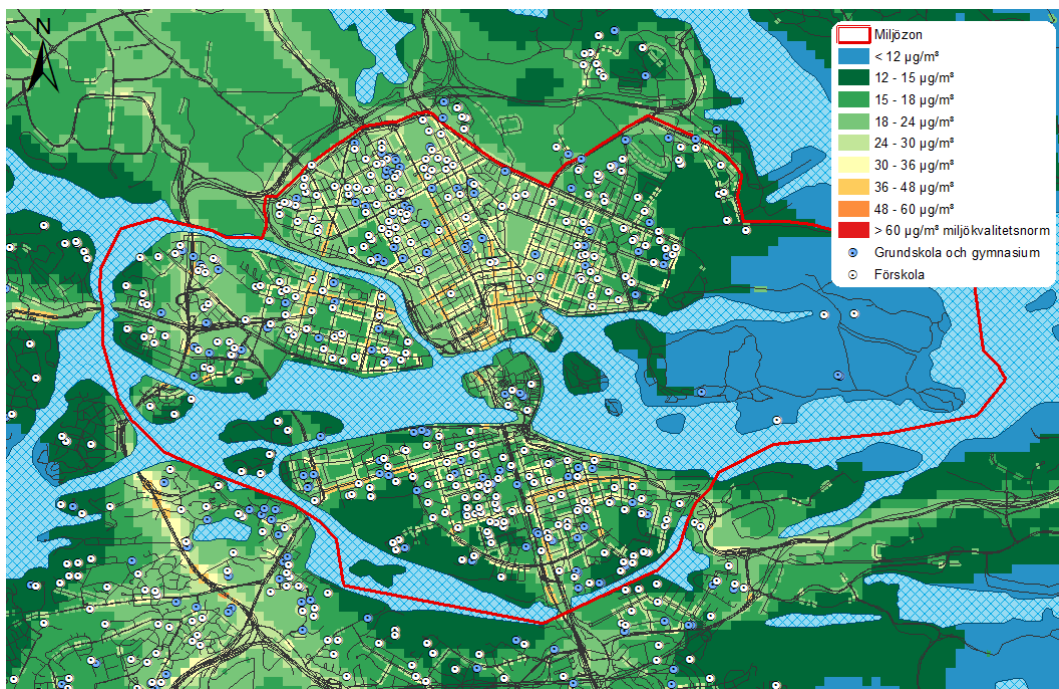 N
Miljözon
< 12 µg/m³
12 - 15 µg/m³
15 - 18 µg/m³
18 - 24 µg/m³
24 - 30 µg/m³
30 - 36 µg/m³
36 - 48 µg/m³
48 - 60 µg/m³
> 60 µg/m³ miljökvalitetsnorm
Grundskola och gymnasium
Förskola